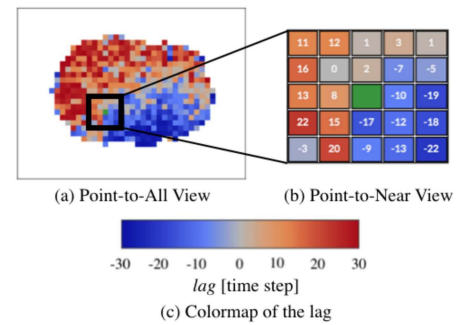 11 12 1 3 1
16 0 2 -7 -5
13 8 -10 -19
22 15 -17 -12 -18
-3 20 -9 -13 -22
(a) Point-to-All View
(b) Point-to-Near View
-30 -20 -10 0 10 20 30
lag [time step]
(c) Colormap of the lag